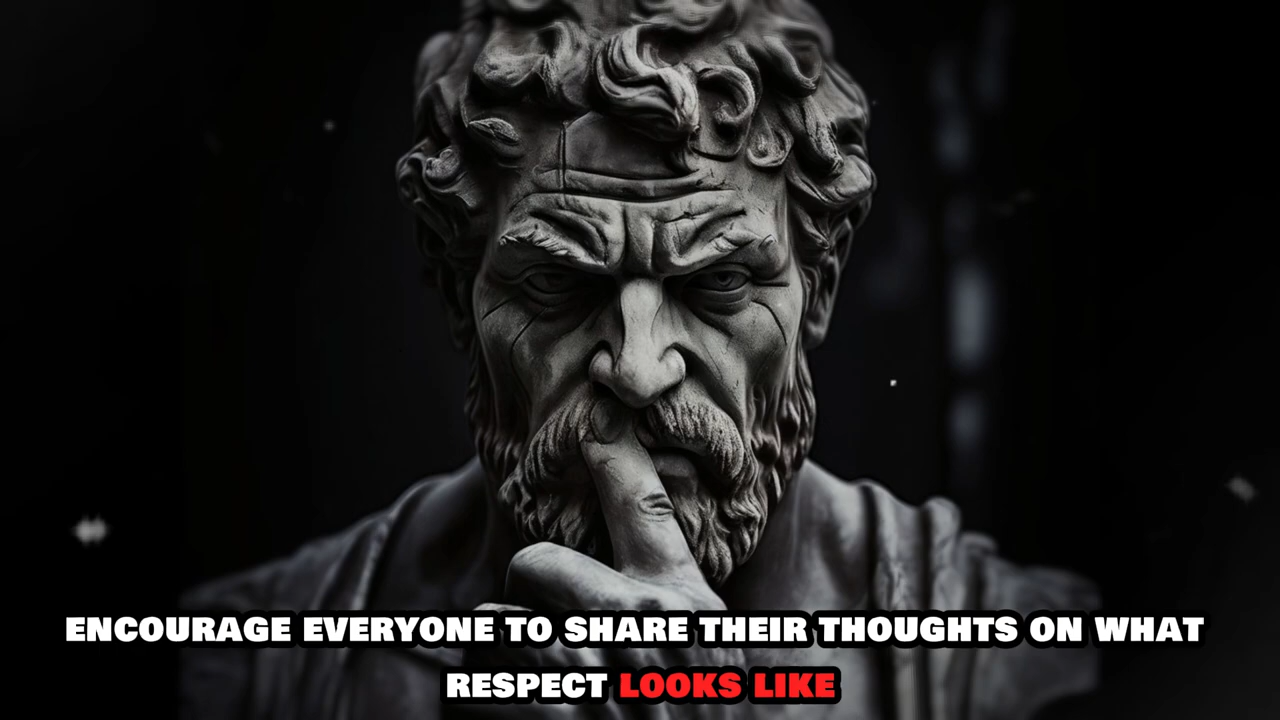 ENCOURAGE EVERYONE TO SHARE THEIR THOUGHTS ON WHAT
RESPECT LOOKS LIKE